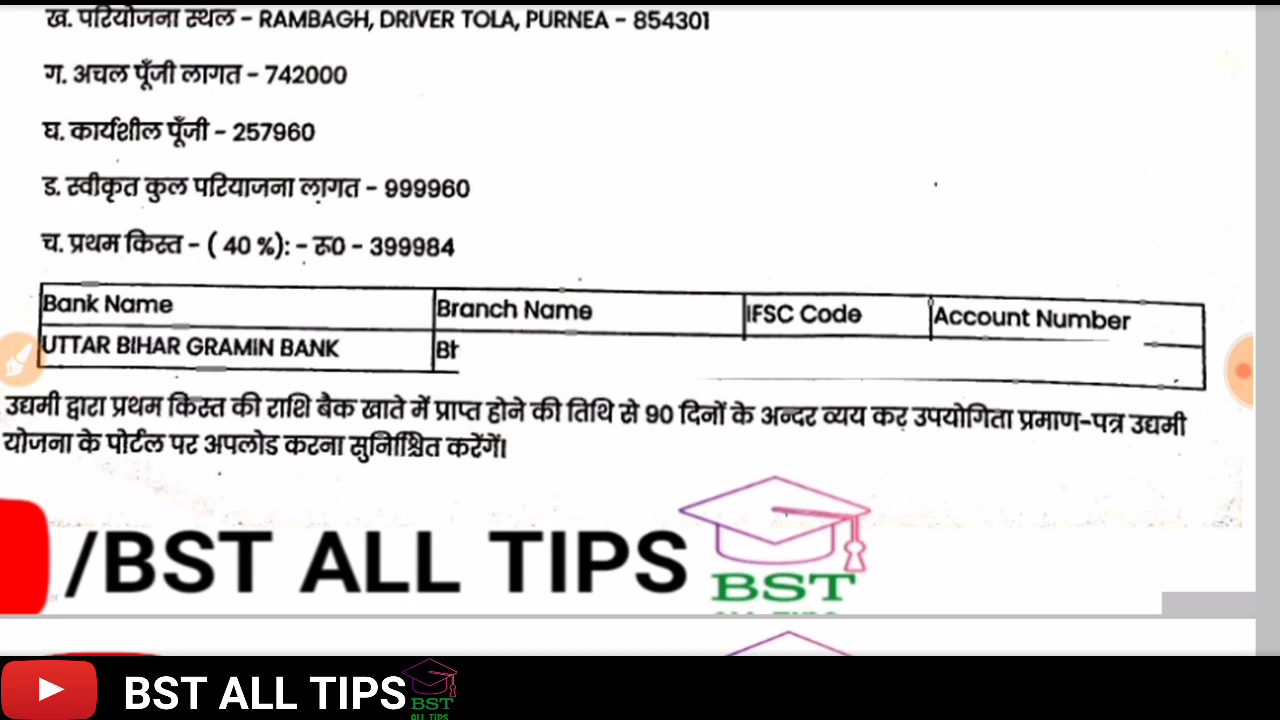 ख. परियोजना स्थल - RAMBAGH, DRIVER TOLA, PURNEA - 854301
ग. अचल पूँजी लागत - 742000
घ. कार्यशील पूँजी - 257960
ड. स्वीकृत कुल परियाजना लागत - 999960
च. प्रथम किस्त - ( 40 %): - रू0 - 399984
Bank Name Branch Name IFSC Code Account Number
UTTAR BIHAR GRAMIN BANK
उद्यमी द्वारा प्रथम किस्त की राशि बैक खाते में प्राप्त होने की तिथि से 90 दिनों के अन्दर व्यय कर उपयोगिता प्रमाण-पत्र उद्यमी
योजना के पोर्टल पर अपलोड करना सुनिश्चित करेंगें।
/BST ALL TIPS
BST
BST ALL TIPS
BST
ALL TIPS